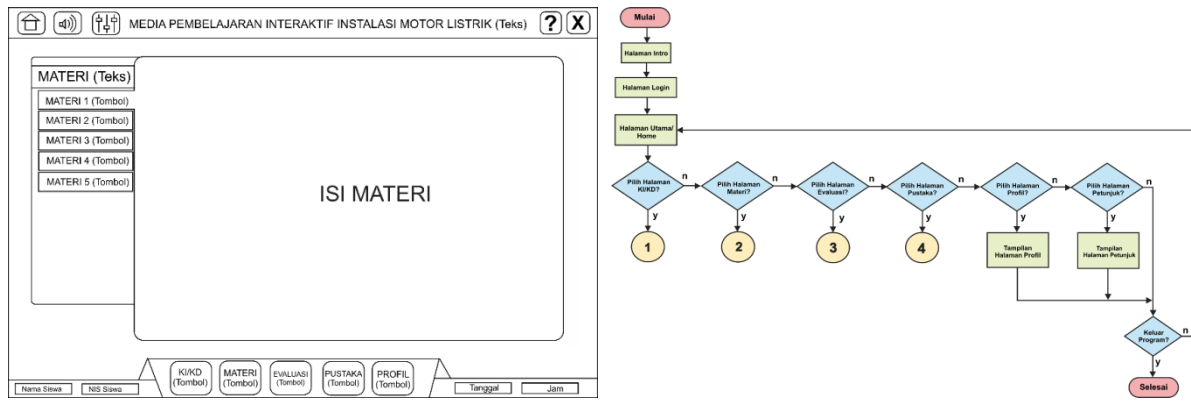 MEDIA PEMBELAJARAN INTERAKTIF INSTALASI MOTOR LISTRIK (Teks)
?
X
MATERI (Teks)
MATERI 1 (Tombol)
MATERI 2 (Tombol)
MATERI 3 (Tombol)
MATERI 4 (Tombol)
MATERI 5 (Tombol)
ISI MATERI
KI/KD
(Tombol)
MATERI
(Tombol)
EVALUASI
(Tombol)
PUSTAKA
(Tombol)
PROFIL
(Tombol)
Nama Siswa
NIS Siswa
Tanggal
Jam
Mulai
Halaman Intro
Halaman Login
Halaman Utama/
Home
Pilih Halaman
KI/KD?
n
Pilih Halaman
Materi?
n
Pilih Halaman
Evaluasi?
n
Pilih Halaman
Pustaka?
n
Pilih Halaman
Profil?
n
Pilih Halaman
Petunjuk?
n
y
y
y
y
y
y
1
2
3
4
Tampilan
Halaman Profil
Tampilan
Halaman Petunjuk
Keluar
Program?
n
y
Selesai